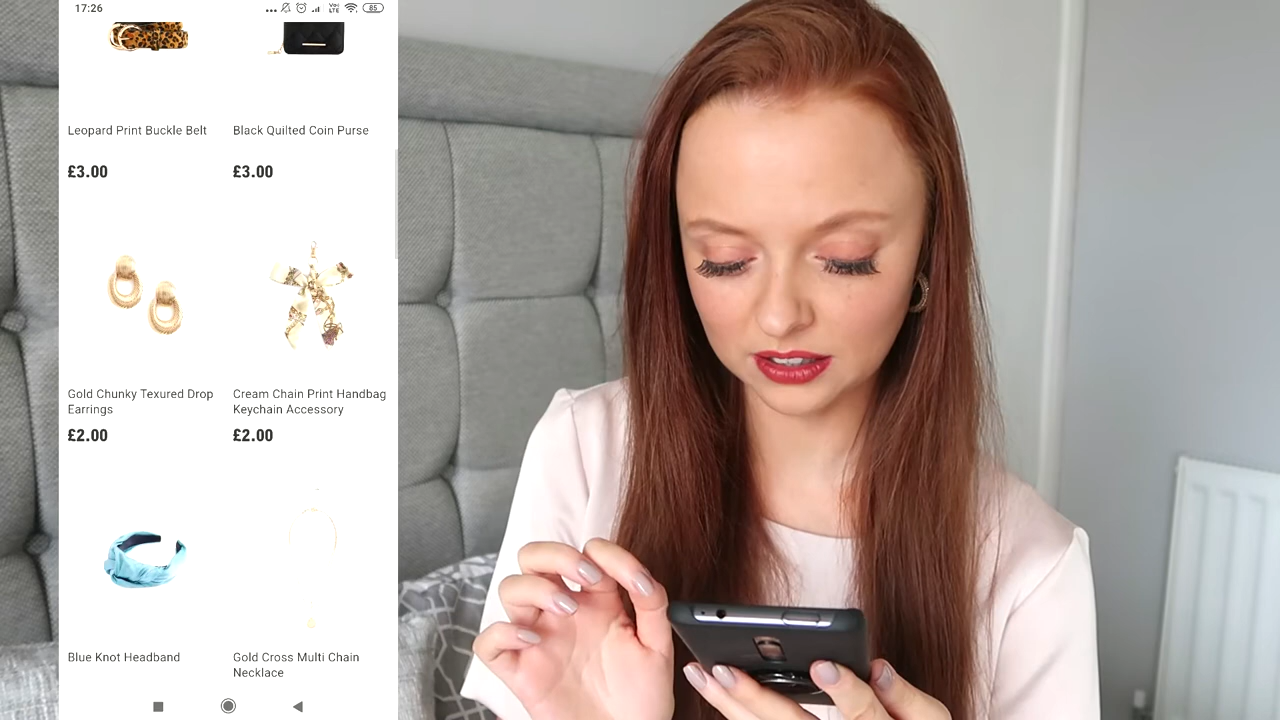 17:26
VoI
LTE
85
Leopard Print Buckle Belt
Black Quilted Coin Purse
£3.00
£3.00
Gold Chunky Texured Drop
Earrings
Cream Chain Print Handbag
Keychain Accessory
£2.00
£2.00
Blue Knot Headband
Gold Cross Multi Chain
Necklace